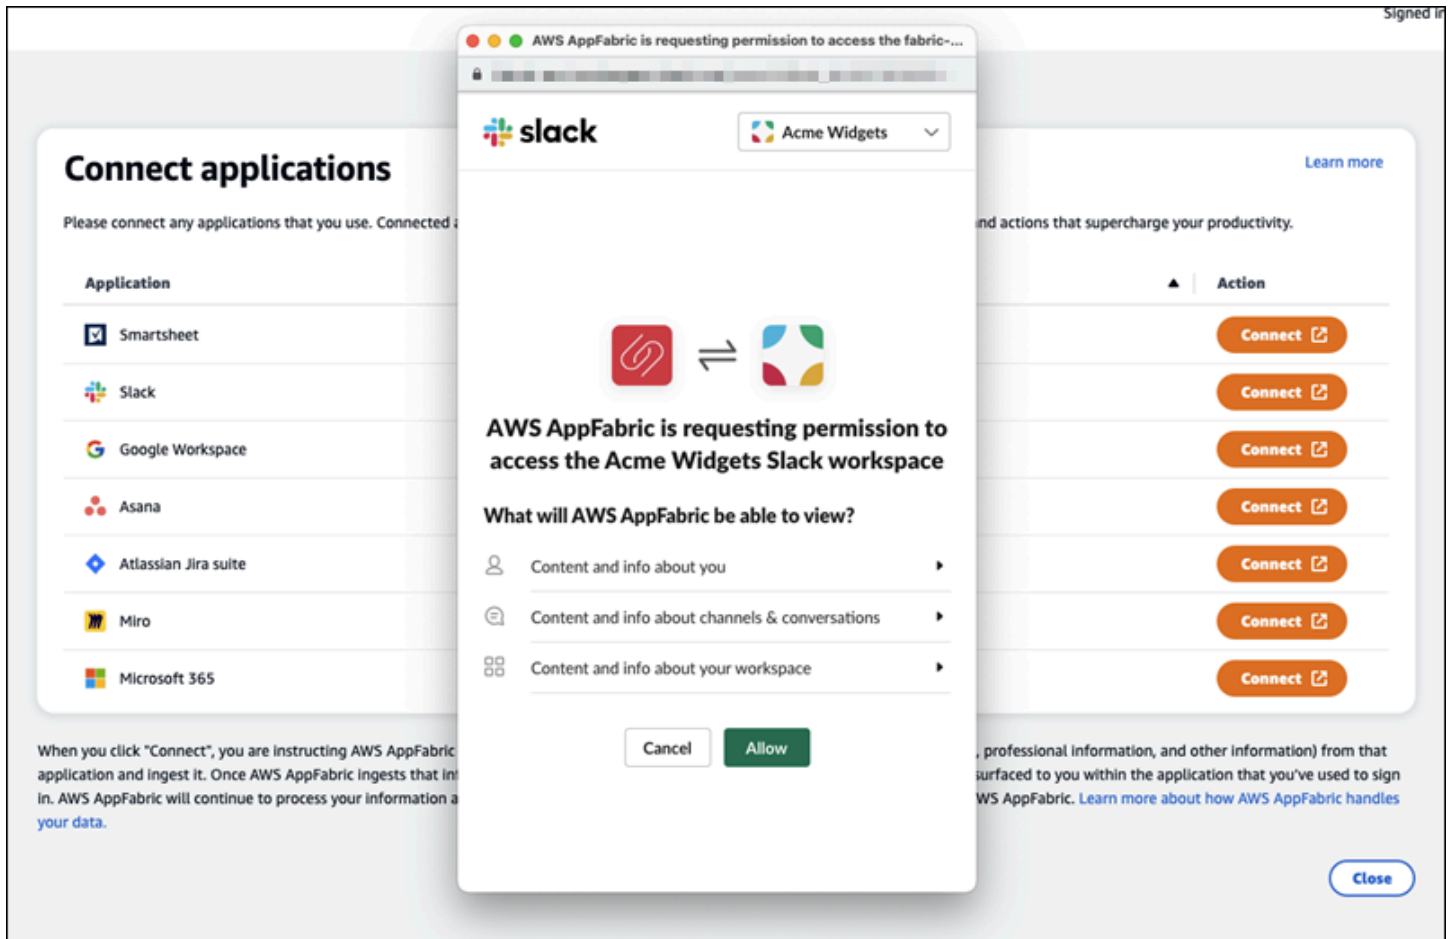 Signed in
AWS AppFabric is requesting permission to access the fabric-...
slack
Acme Widgets
Connect applications
Learn more
Please connect any applications that you use. Connected
and actions that supercharge your productivity.
Application
Action
Smartsheet
Connect
Slack
Connect
Google Workspace
Connect
Asana
Connect
Atlassian Jira suite
Connect
Miro
Connect
Microsoft 365
Connect
AWS AppFabric is requesting permission to
access the Acme Widgets Slack workspace
What will AWS AppFabric be able to view?
Content and info about you
Content and info about channels & conversations
Content and info about your workspace
Cancel
Allow
When you click "Connect", you are instructing AWS AppFabric
, professional information, and other information) from that
application and ingest it. Once AWS AppFabric ingests that
surfaced to you within the application that you've used to sign
in. AWS AppFabric will continue to process your information
AWS AppFabric. Learn more about how AWS AppFabric handles
your data.
Close